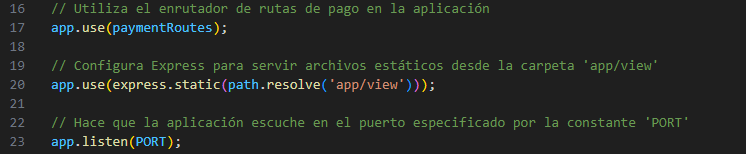 16 // Utiliza el enrutador de rutas de pago en la aplicación
17 app.use(paymentRoutes);
18
19 // Configura Express para servir archivos estáticos desde la carpeta 'app/view'
20 app.use(express.static(path.resolve('app/view')));
21
22 // Hace que la aplicación escuche en el puerto especificado por la constante 'PORT'
23 app.listen(PORT);